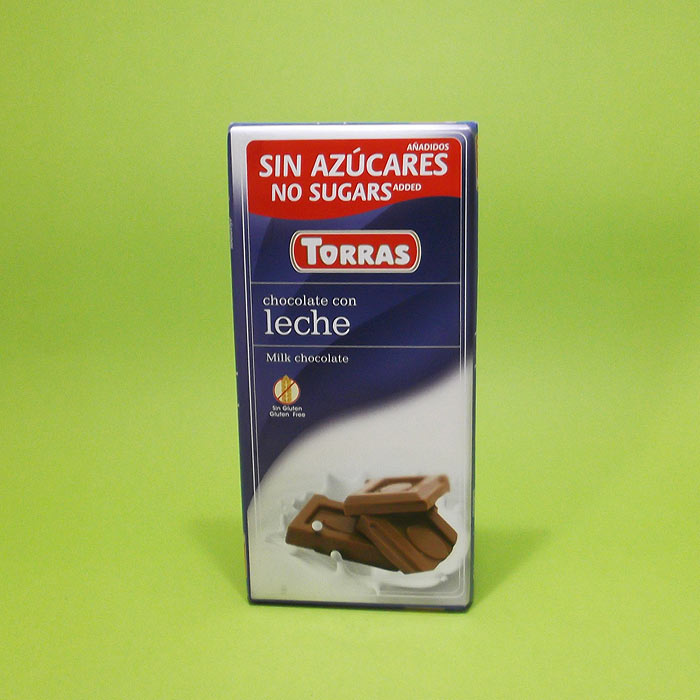 AÑADIDOS
SIN AZÚCARES
NO SUGARS ADDED
TORRAS
chocolate con
leche
Milk chocolate
Sin Gluten
Gluten Free